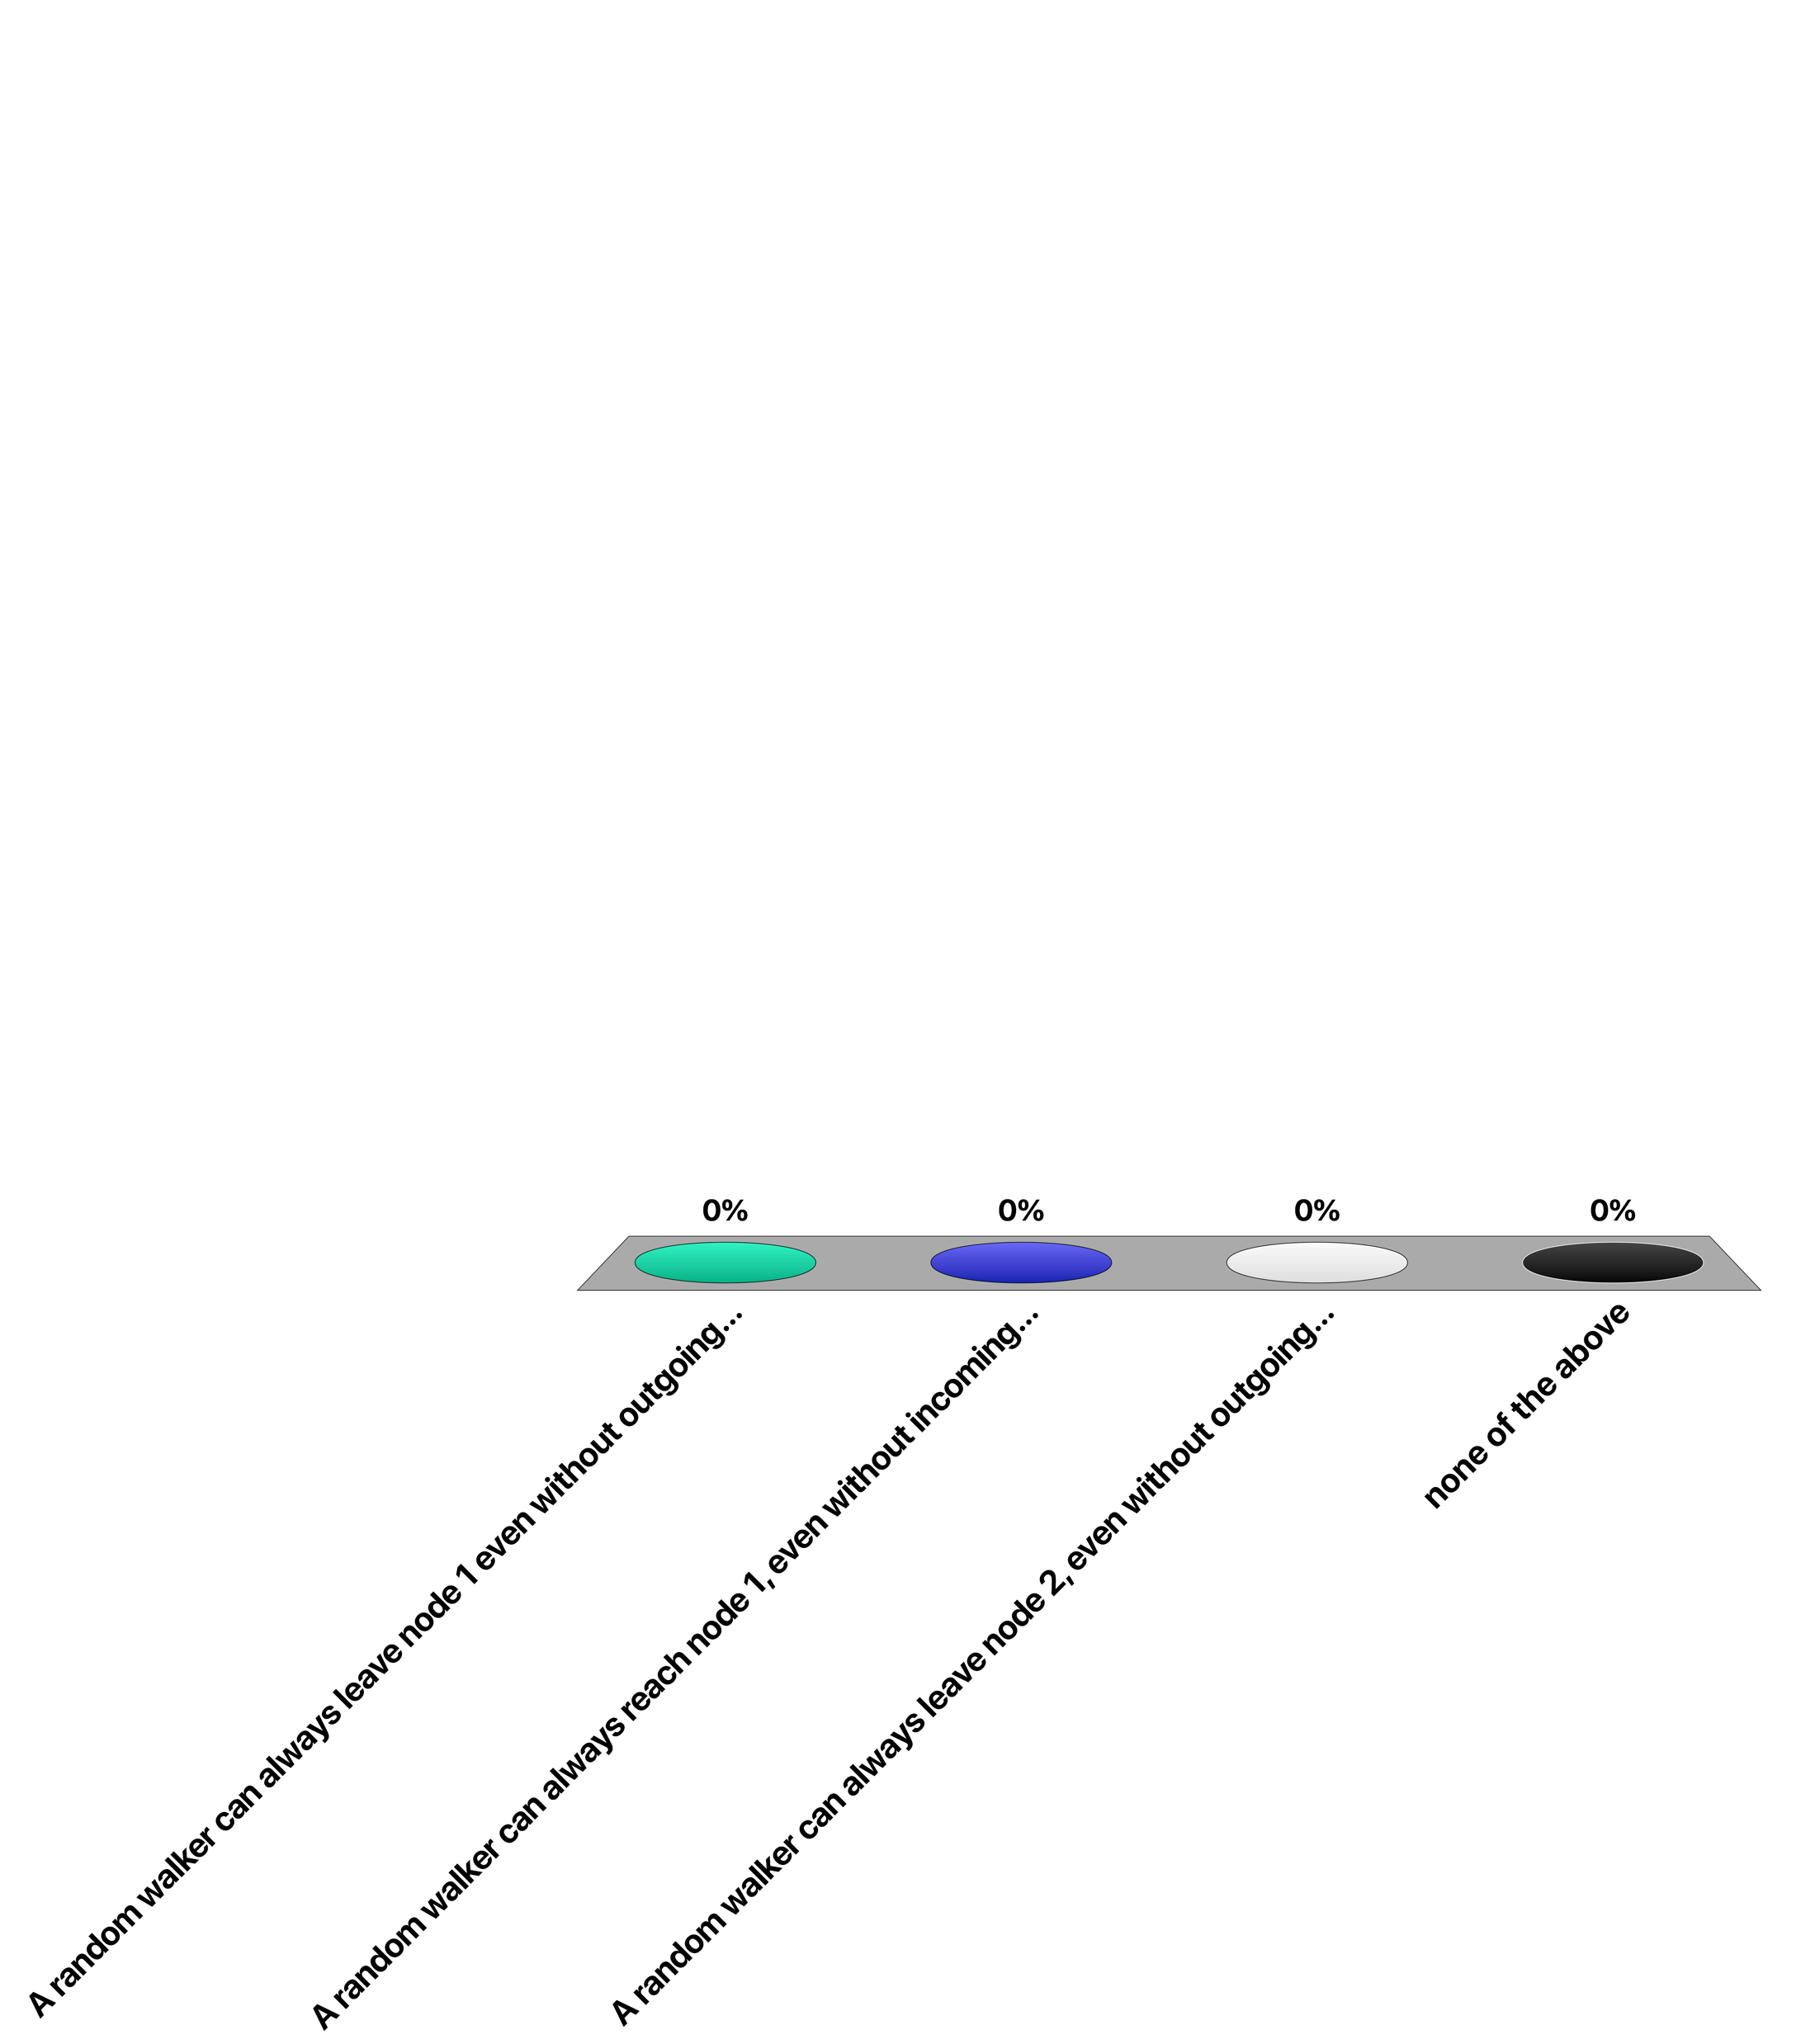 0%
0%
0%
0%
A random walker can always leave node 1 even without outgoing...
A random walker can always reach node 1, even without incoming...
A random walker can always leave node 2, even without outgoing...
none of the above